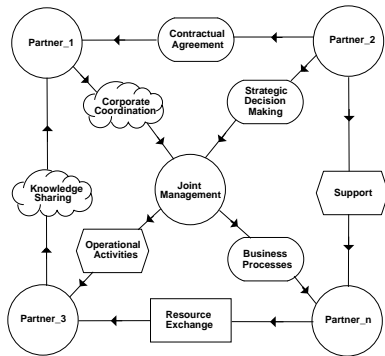 Partner_1
Contractual
Agreement
Partner_2
Corporate
Coordination
Strategic
Decision
Making
Knowledge
Sharing
Joint
Management
Support
Operational
Activities
Business
Processes
Partner_3
Resource
Exchange
Partner_n